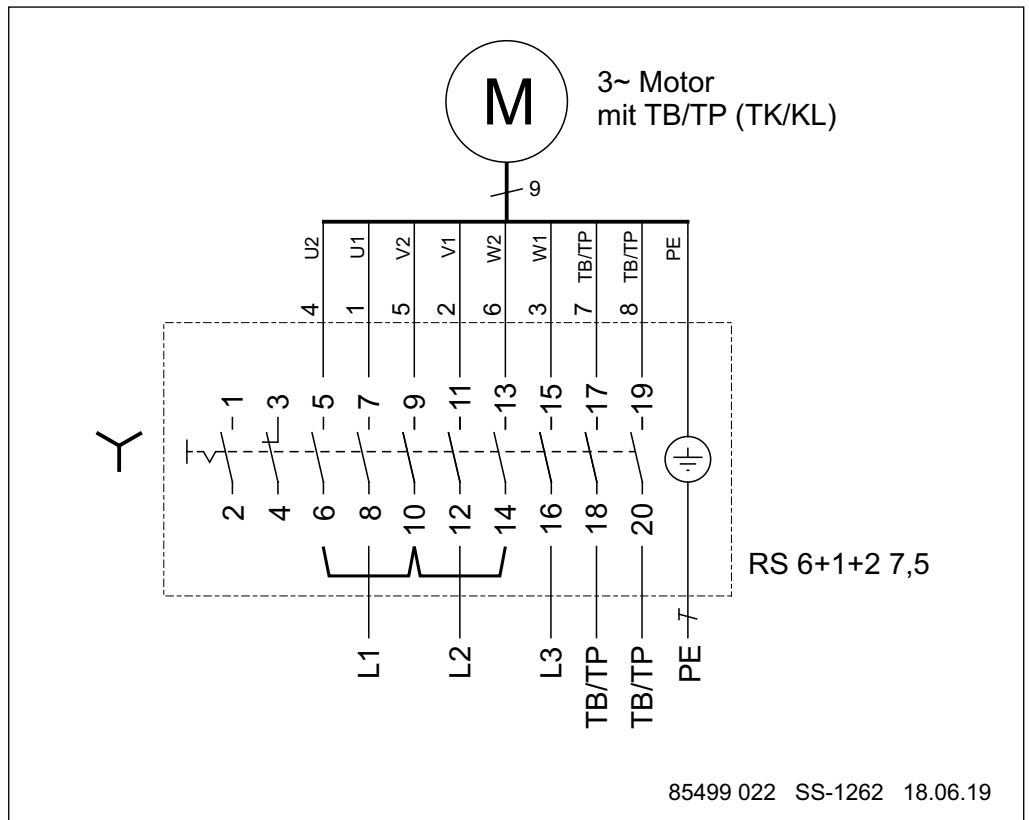 M
3~ Motor
mit TB/TP (TK/KL)
9
U2 U1 V2 V1 W2 W1 TB/TP TB/TP PE
4 1 5 2 6 3 7 8
1 3 5 7 9 11 13 15 17 19
2 4 6 8 10 12 14 16 18 20
RS 6+1+2 7,5
L1 L2 L3 TB/TP TB/TP PE
85499 022 SS-1262 18.06.19